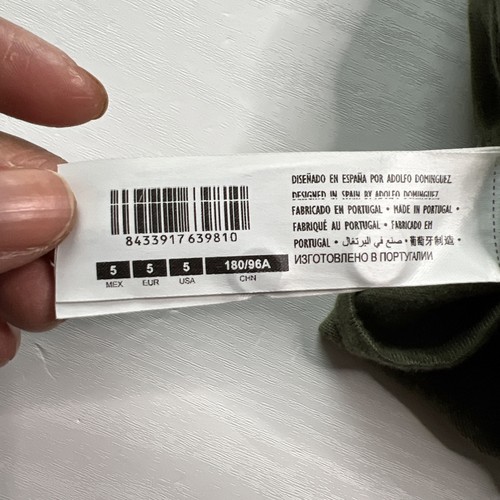 8433917639810
5 5 5 180/96A
MEX EUR USA CHN
DISEÑADO EN ESPAÑA POR ADOLFO DOMINGUEZ
DESIGNED IN SPAIN BY ADOLFO DOMINGUEZ
FABRICADO EN PORTUGAL • MADE IN PORTUGAL •
FABRIQUÉ AU PORTUGAL • FABRICADO EM
PORTUGAL • صنع في البرتغال • 葡萄牙制造 •
ИЗГОТОВЛЕНО В ПОРТУГАЛИИ